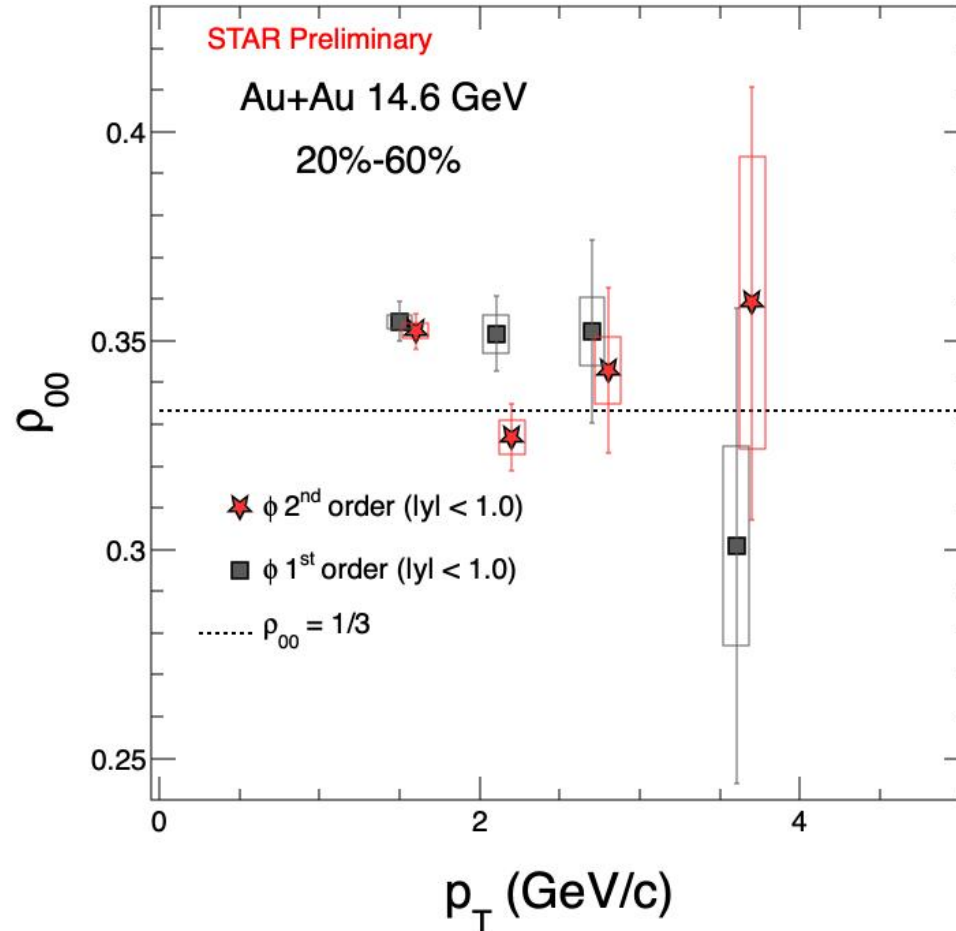 STAR Preliminary
Au+Au 14.6 GeV
20%-60%
0.4
0.35
0.3
0.25
ρ₀₀
ϕ 2ⁿᵈ order (|y| < 1.0)
ϕ 1ˢᵗ order (|y| < 1.0)
ρ₀₀ = 1/3
0
2
4
p_T (GeV/c)